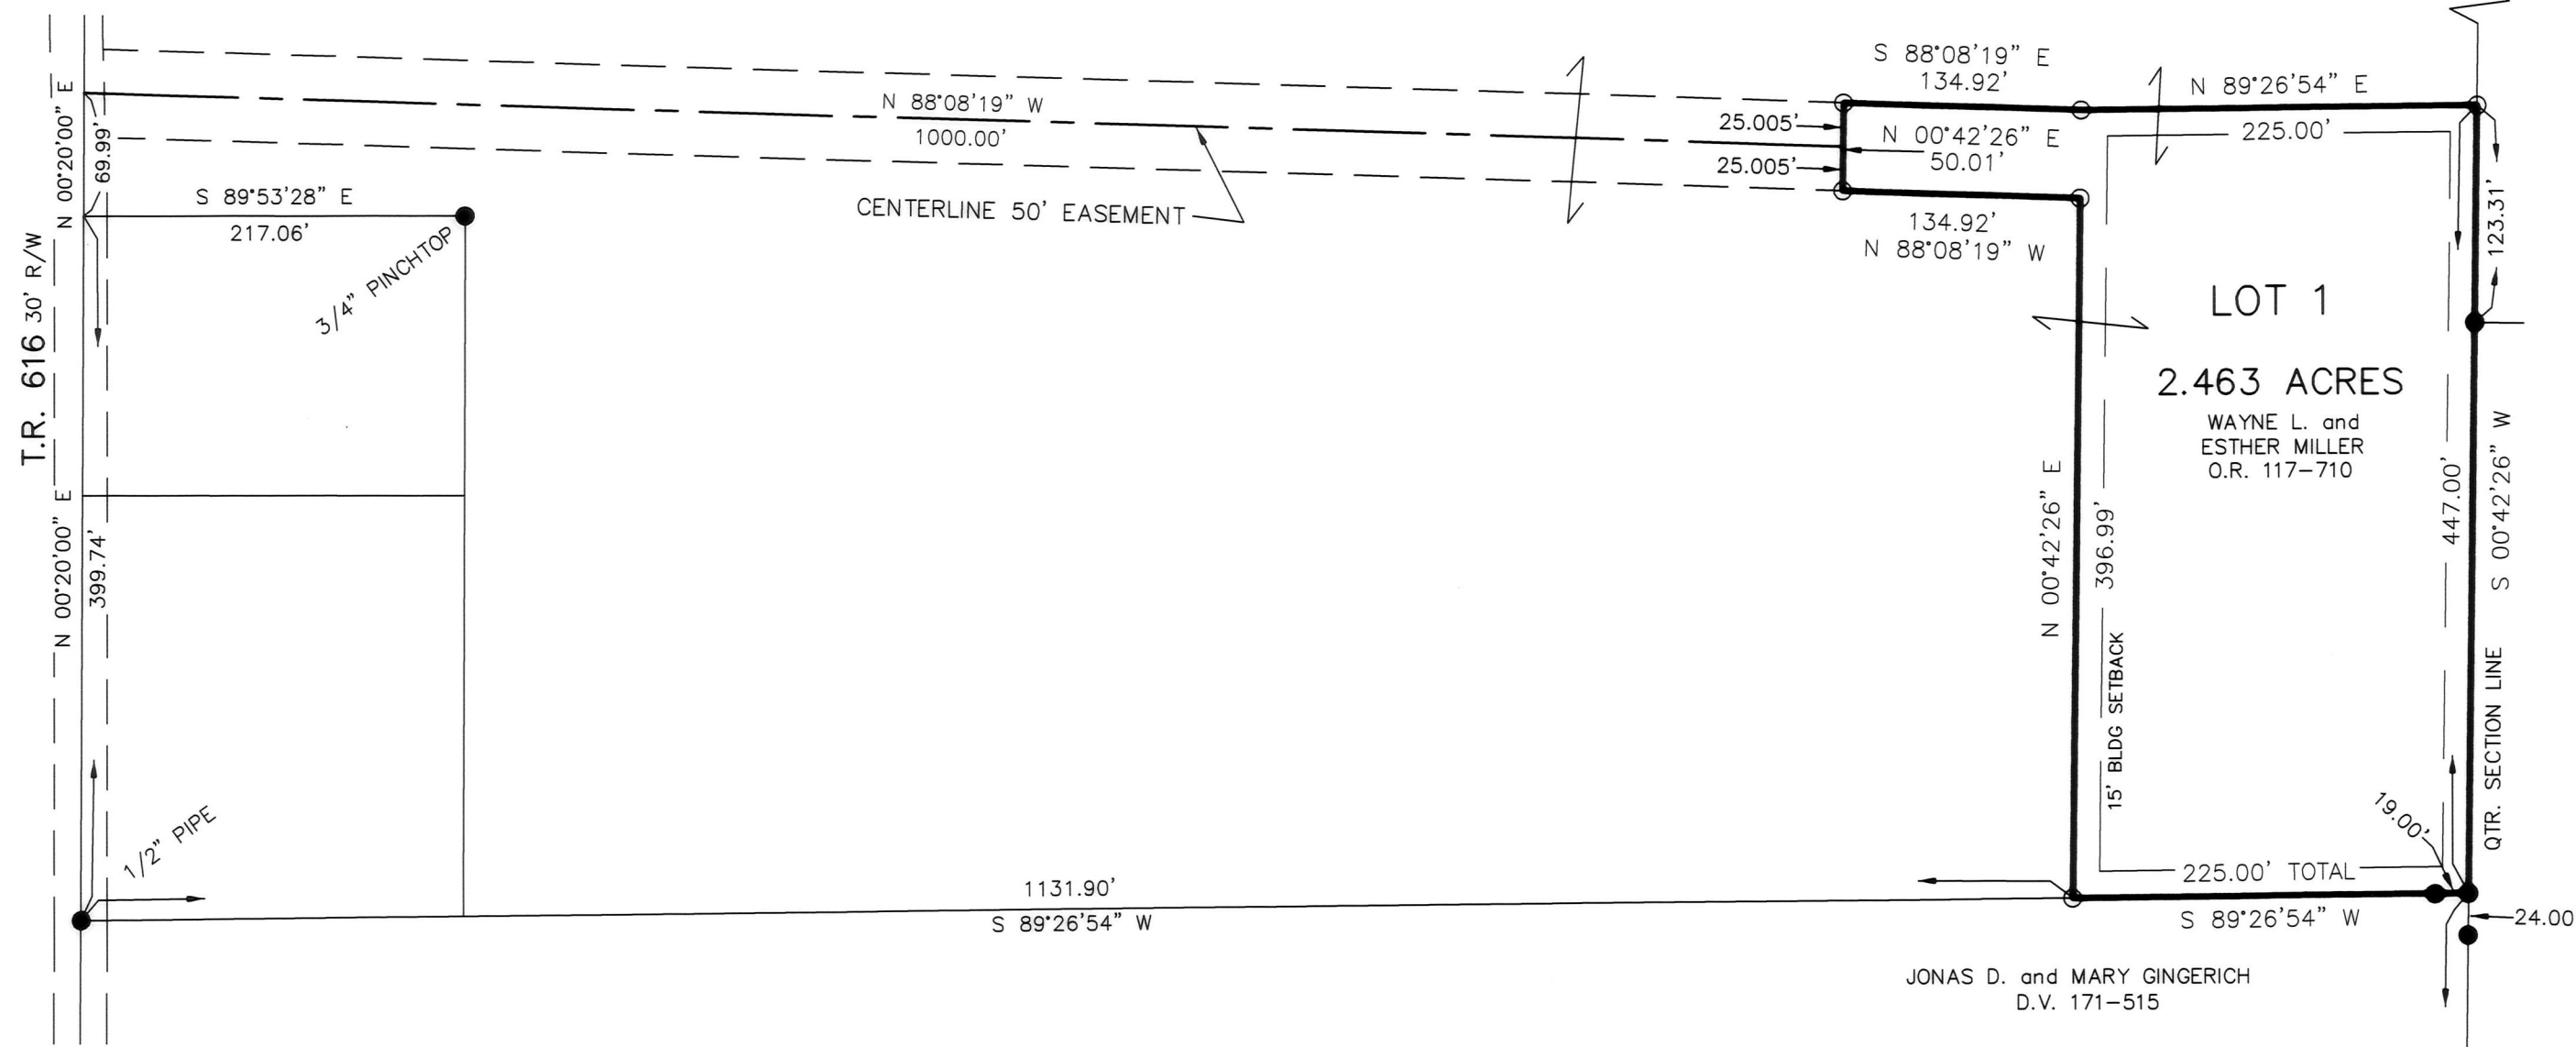 S 88°08'19" E
134.92'
N 89°26'54" E
225.00'
N 88°08'19" W
1000.00'
25.005'
N 00°42'26" E
50.01'
25.005'
N 00°20'00" E
69.99'
S 89°53'28" E
217.06'
CENTERLINE 50' EASEMENT
134.92'
N 88°08'19" W
123.31'
3/4" PINCHTOP
T.R. 616 30' R/W
LOT 1
2.463 ACRES
WAYNE L. and
ESTHER MILLER
O.R. 117-710
N 00°20'00" E
399.74'
N 00°42'26" E
396.99'
447.00'
S 00°42'26" W
15' BLDG SETBACK
QTR. SECTION LINE
1/2" PIPE
19.00'
225.00' TOTAL
1131.90'
S 89°26'54" W
S 89°26'54" W
24.00
JONAS D. and MARY GINGERICH
D.V. 171-515